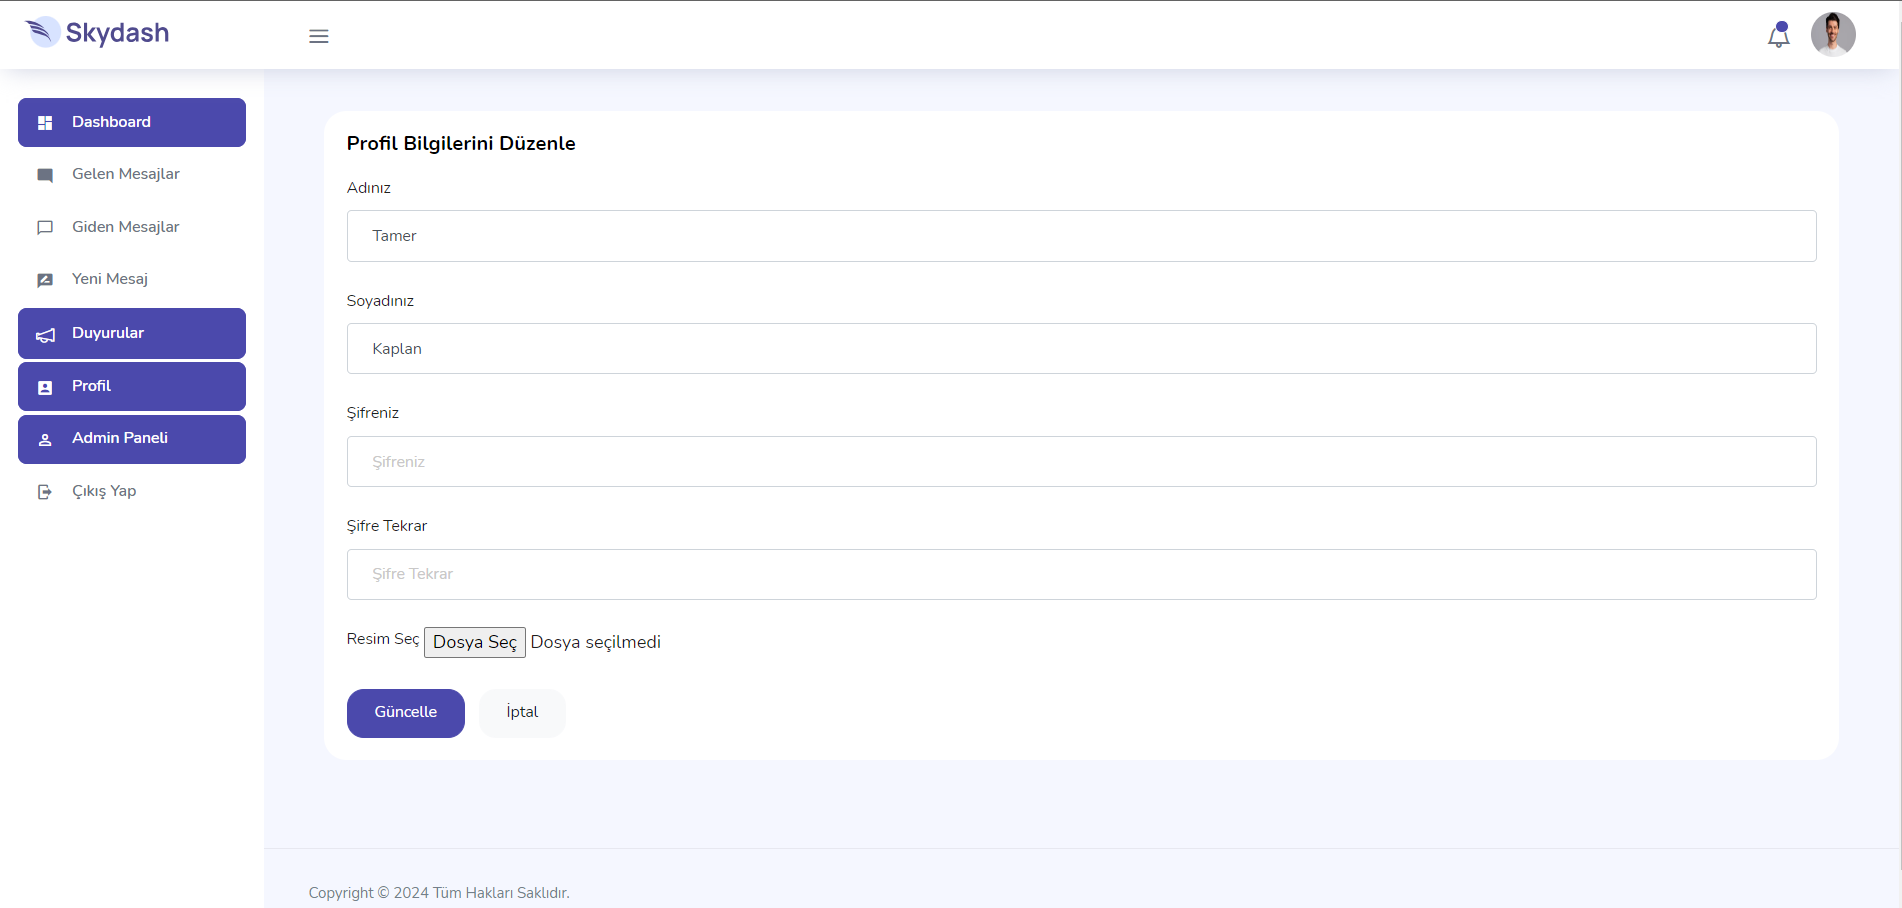 Skydash
Dashboard
Gelen Mesajlar
Giden Mesajlar
Yeni Mesaj
Duyurular
Profil
Admin Paneli
Çıkış Yap
Profil Bilgilerini Düzenle
Adınız
Tamer
Soyadınız
Kaplan
Şifreniz
Şifreniz
Şifre Tekrar
Şifre Tekrar
Resim Seç Dosya Seç Dosya seçilmedi
Güncelle İptal
Copyright © 2024 Tüm Hakları Saklıdır.